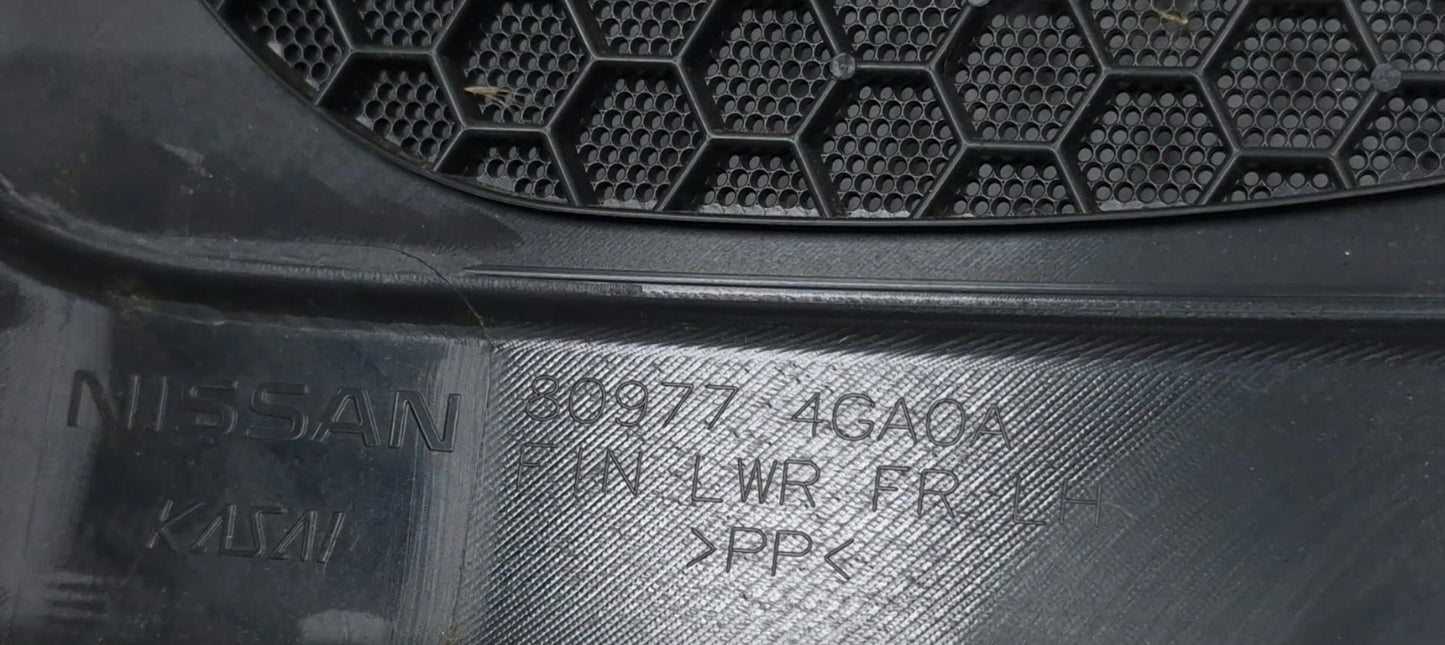 NISSAN
KASAI
80977 4GA0A
FIN LWR FR LH
>PP<